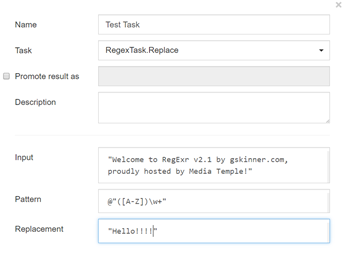 Name Test Task
Task RegexTask.Replace
Promote result as
Description
Input "Welcome to RegExr v2.1 by gskinner.com,
proudly hosted by Media Temple!"
Pattern @"([A-Z])\w+"
Replacement "Hello!!!!"